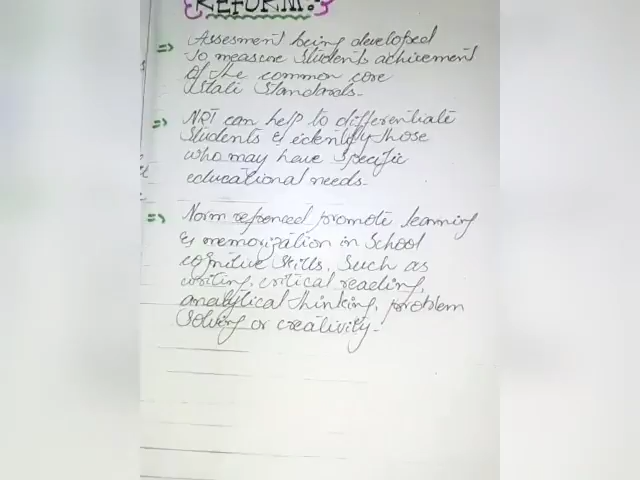 REFORM:-
=> Assesment being developed
to measure Students achivement
of the common core
State Standards.
=> NRT can help to differentiate
Students & identify those
who may have Specific
educational needs.
=> Norm refrenced promote learning
& memorization in School
cognitive Skills, Such as
writing, critical reading,
analytical thinking, problem
Solving or creativity-